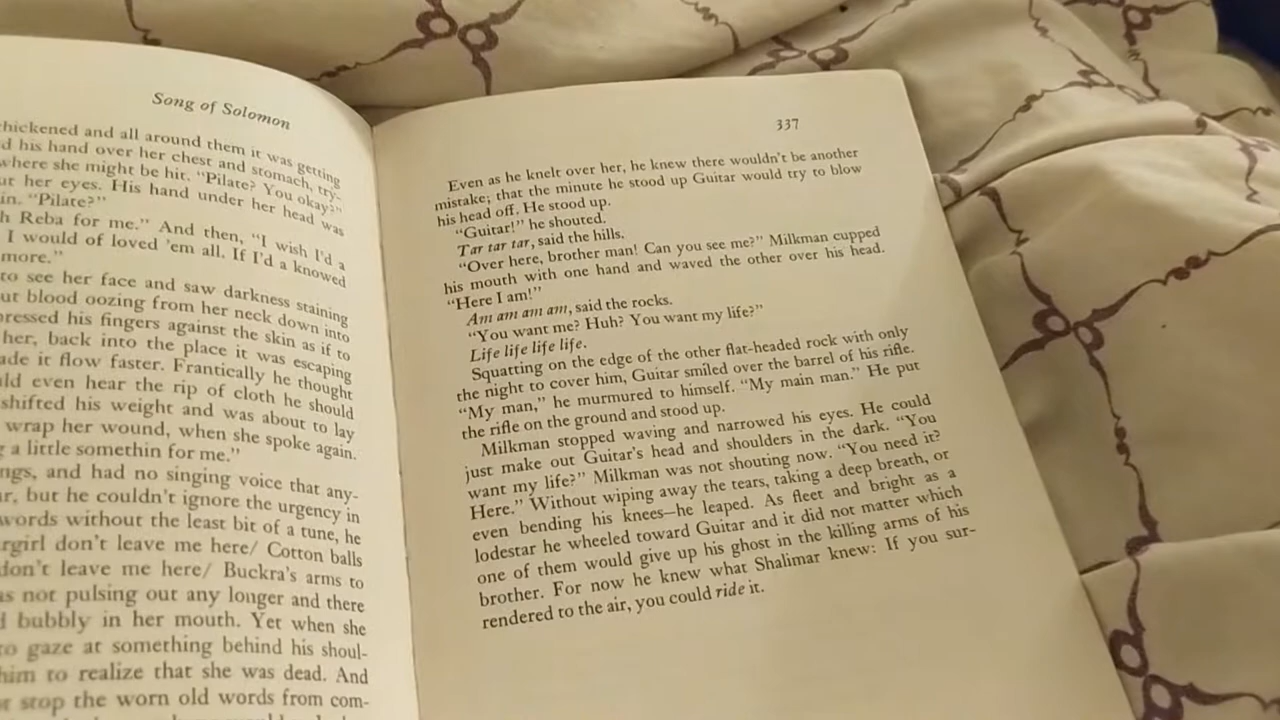 Song of Solomon
thickened and all around them it was getting
d his hand over her chest and stomach, try-
where she might be hit. "Pilate? You okay?"
her eyes. His hand under her head was
in. "Pilate?"
h Reba for me." And then, "I wish I'd a
I would of loved 'em all. If I'd a knowed
more."
to see her face and saw darkness staining
ut blood oozing from her neck down into
pressed his fingers against the skin as if to
her, back into the place it was escaping
ade it flow faster. Frantically he thought
ld even hear the rip of cloth he should
shifted his weight and was about to lay
wrap her wound, when she spoke again.
g a little somethin for me."
ngs, and had no singing voice that any-
r, but he couldn't ignore the urgency in
words without the least bit of a tune, he
rgirl don't leave me here/ Cotton balls
don't leave me here/ Buckra's arms to
as not pulsing out any longer and there
d bubbly in her mouth. Yet when she
to gaze at something behind his shoul-
him to realize that she was dead. And
t stop the worn old words from com-
337
Even as he knelt over her, he knew there wouldn't be another
mistake; that the minute he stood up Guitar would try to blow
his head off. He stood up.
"Guitar!" he shouted.
Tar tar tar, said the hills.
"Over here, brother man! Can you see me?" Milkman cupped
his mouth with one hand and waved the other over his head.
"Here I am!"
Am am am am, said the rocks.
"You want me? Huh? You want my life?"
Life life life life.
Squatting on the edge of the other flat-headed rock with only
the night to cover him, Guitar smiled over the barrel of his rifle.
"My man," he murmured to himself. "My main man." He put
the rifle on the ground and stood up.
Milkman stopped waving and narrowed his eyes. He could
just make out Guitar's head and shoulders in the dark. "You
want my life?" Milkman was not shouting now. "You need it?
Here." Without wiping away the tears, taking a deep breath, or
even bending his knees—he leaped. As fleet and bright as a
lodestar he wheeled toward Guitar and it did not matter which
one of them would give up his ghost in the killing arms of his
brother. For now he knew what Shalimar knew: If you sur-
rendered to the air, you could ride it.